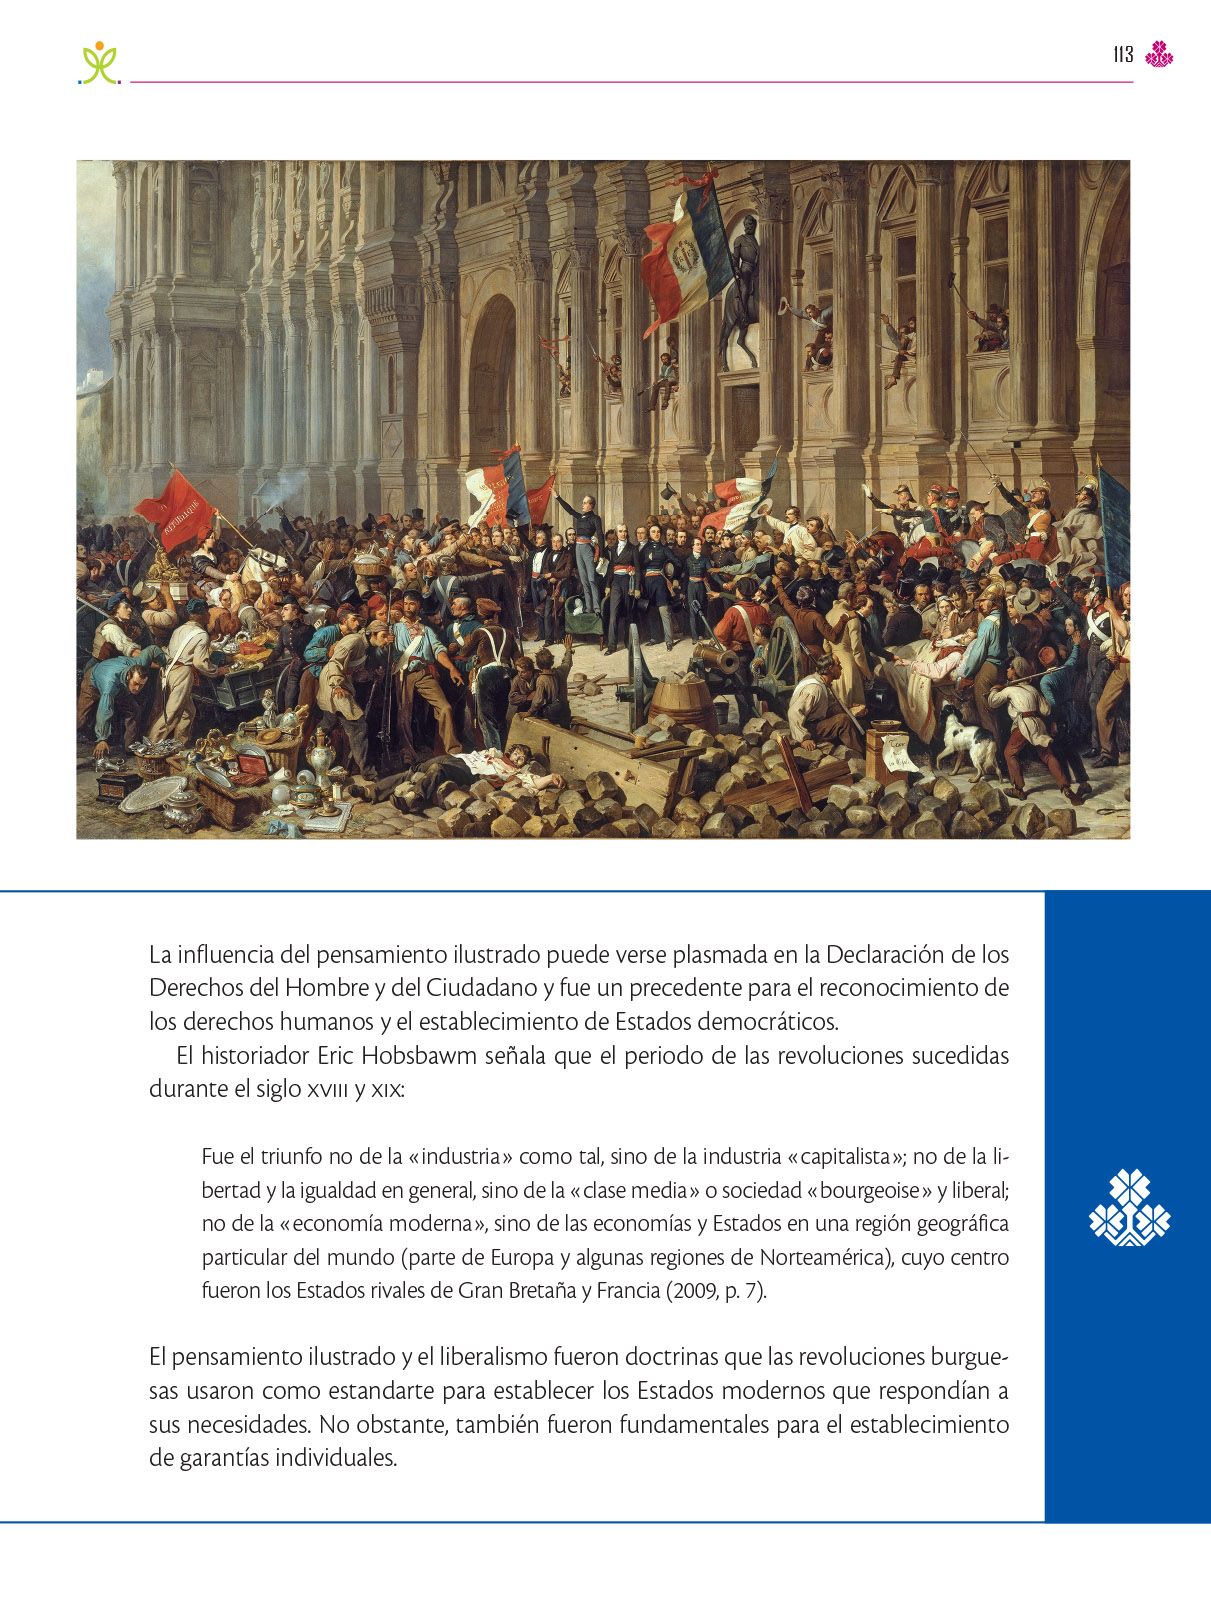 113
La influencia del pensamiento ilustrado puede verse plasmada en la Declaración de los
Derechos del Hombre y del Ciudadano y fue un precedente para el reconocimiento de
los derechos humanos y el establecimiento de Estados democráticos.
El historiador Eric Hobsbawm señala que el periodo de las revoluciones sucedidas
durante el siglo XVIII y XIX:
Fue el triunfo no de la «industria» como tal, sino de la industria «capitalista»; no de la li-
bertad y la igualdad en general, sino de la «clase media» o sociedad «bourgeoise» y liberal;
no de la «economía moderna», sino de las economías y Estados en una región geográfica
particular del mundo (parte de Europa y algunas regiones de Norteamérica), cuyo centro
fueron los Estados rivales de Gran Bretaña y Francia (2009, p. 7).
El pensamiento ilustrado y el liberalismo fueron doctrinas que las revoluciones burgue-
sas usaron como estandarte para establecer los Estados modernos que respondían a
sus necesidades. No obstante, también fueron fundamentales para el establecimiento
de garantías individuales.